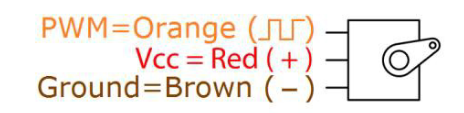 PWM=Orange (⎍⎍)
Vcc = Red ( + )
Ground=Brown ( − )